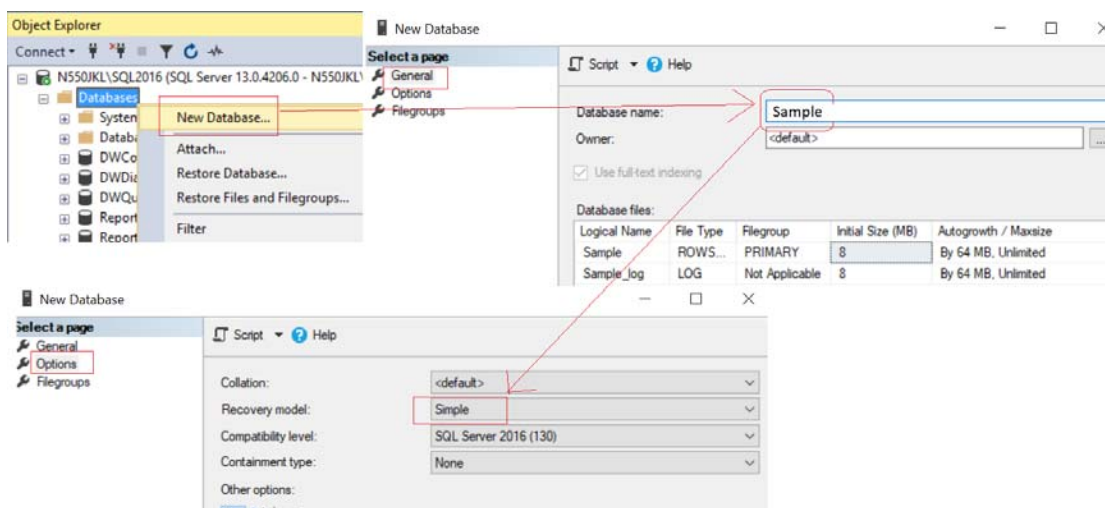 Object Explorer
Connect
N550JKL\SQL2016 (SQL Server 13.0.4206.0 - N550JKL\
Databases
System
Databa
DWCo
DWDia
DWQu
Report
Report
New Database...
Attach...
Restore Database...
Restore Files and Filegroups...
Filter
New Database
Select a page
General
Options
Filegroups
Script Help
Database name: Sample
Owner: <default> ...
Use full-text indexing
Database files:
Logical Name File Type Filegroup Initial Size (MB) Autogrowth / Maxsize
Sample ROWS... PRIMARY 8 By 64 MB, Unlimited
Sample_log LOG Not Applicable 8 By 64 MB, Unlimited
New Database
Select a page
General
Options
Filegroups
Script Help
Collation: <default>
Recovery model: Simple
Compatibility level: SQL Server 2016 (130)
Containment type: None
Other options: